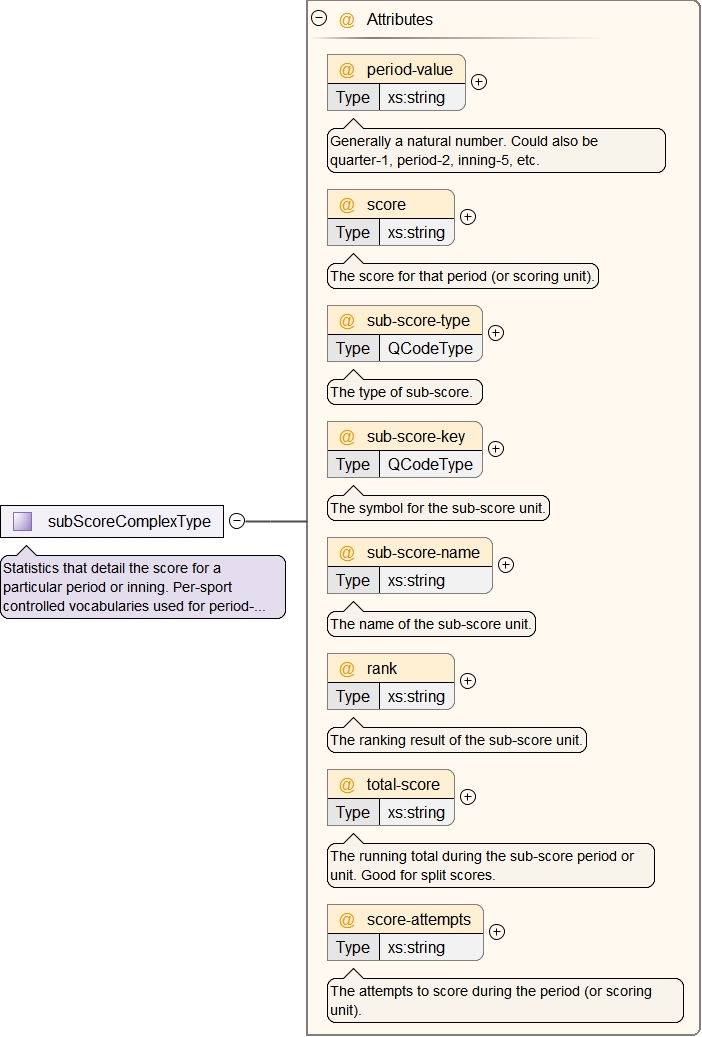 @ Attributes
@ period-value
Type xs:string
Generally a natural number. Could also be
quarter-1, period-2, inning-5, etc.
@ score
Type xs:string
The score for that period (or scoring unit).
@ sub-score-type
Type QCodeType
The type of sub-score.
@ sub-score-key
Type QCodeType
The symbol for the sub-score unit.
subScoreComplexType
Statistics that detail the score for a
particular period or inning. Per-sport
controlled vocabularies used for period-...
@ sub-score-name
Type xs:string
The name of the sub-score unit.
@ rank
Type xs:string
The ranking result of the sub-score unit.
@ total-score
Type xs:string
The running total during the sub-score period or
unit. Good for split scores.
@ score-attempts
Type xs:string
The attempts to score during the period (or scoring
unit).